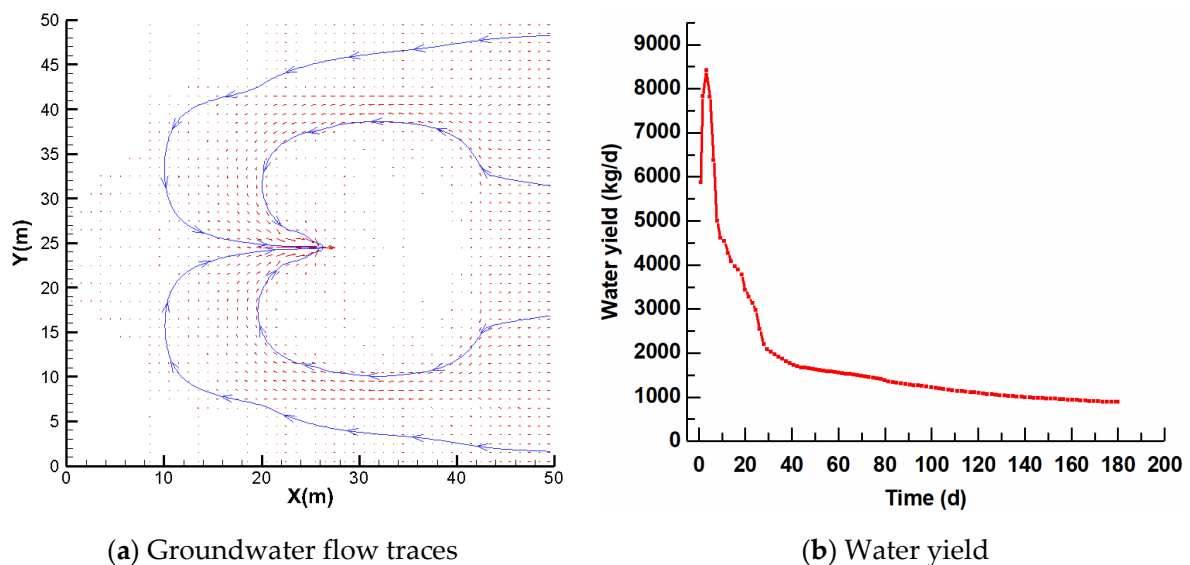 50
45
40
35
30
25
20
15
10
5
0
Y(m)
0 10 20 30 40 50
X(m)
(a) Groundwater flow traces
9000
8000
7000
6000
5000
4000
3000
2000
1000
0
Water yield (kg/d)
0 20 40 60 80 100 120 140 160 180 200
Time (d)
(b) Water yield